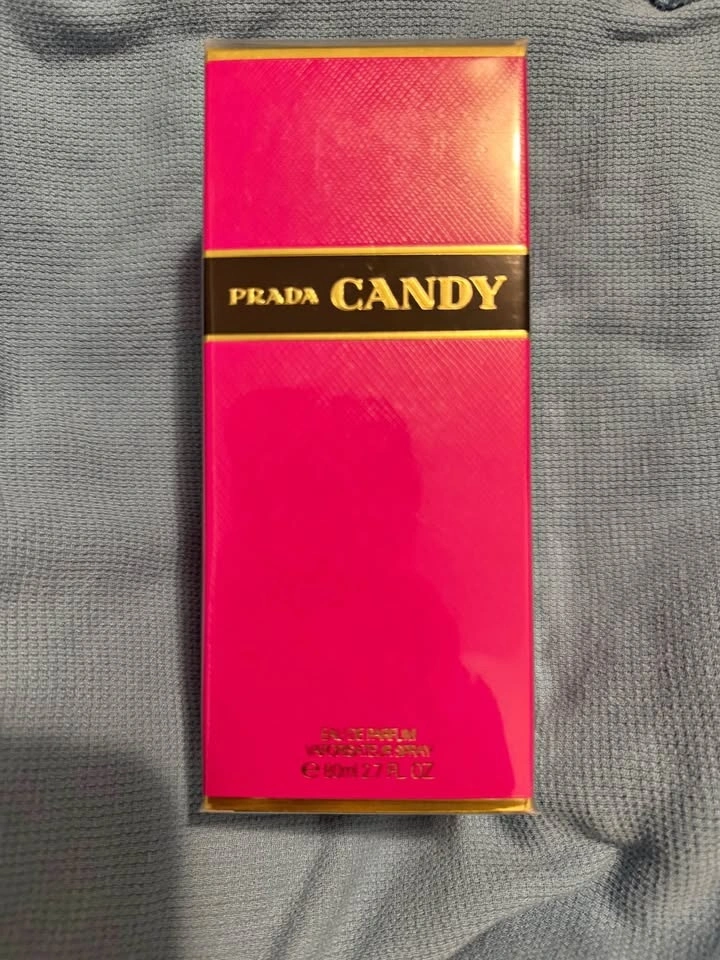 PRADA CANDY
EAU DE PARFUM
VAPORISATEUR SPRAY
℮ 80ml 2.7 FL. OZ